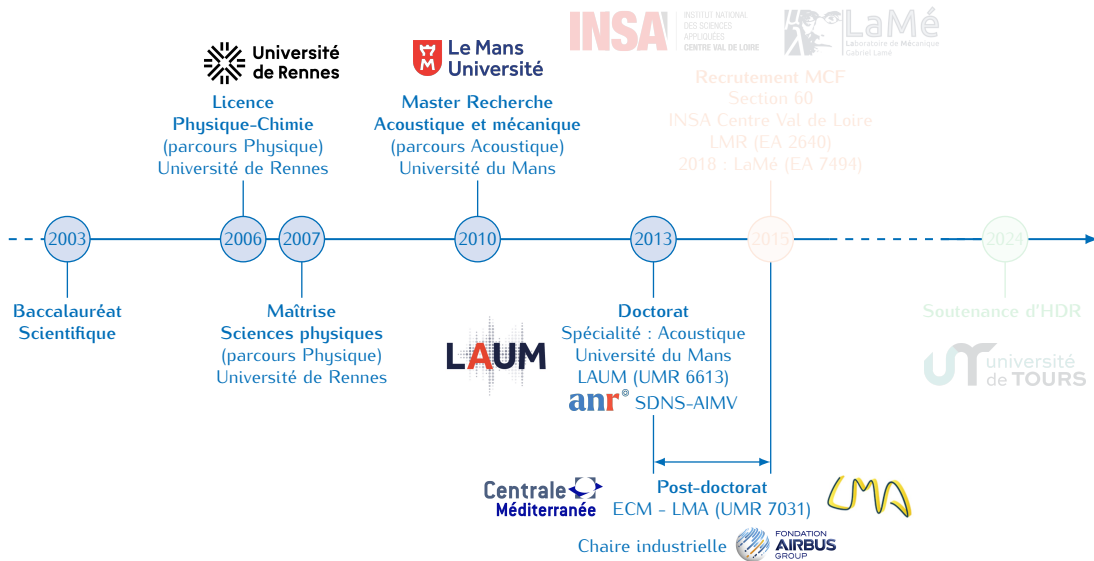 INSA
INSTITUT NATIONAL
DES SCIENCES
APPLIQUÉES
CENTRE VAL DE LOIRE
LaMé
Laboratoire de Mécanique
Gabriel Lamé
Université
de Rennes
Le Mans
Université
Licence
Physique-Chimie
(parcours Physique)
Université de Rennes
Master Recherche
Acoustique et mécanique
(parcours Acoustique)
Université du Mans
Recrutement MCF
Section 60
INSA Centre Val de Loire
LMR (EA 2640)
2018 : LaMé (EA 7494)
2003
2006
2007
2010
2013
2015
2024
Baccalauréat
Scientifique
Maîtrise
Sciences physiques
(parcours Physique)
Université de Rennes
LAUM
Doctorat
Spécialité : Acoustique
Université du Mans
LAUM (UMR 6613)
anr© SDNS-AIMV
Soutenance d'HDR
UT université
de TOURS
Centrale
Méditerranée
Post-doctorat
ECM - LMA (UMR 7031)
LMA
Chaire industrielle
FONDATION
AIRBUS
GROUP